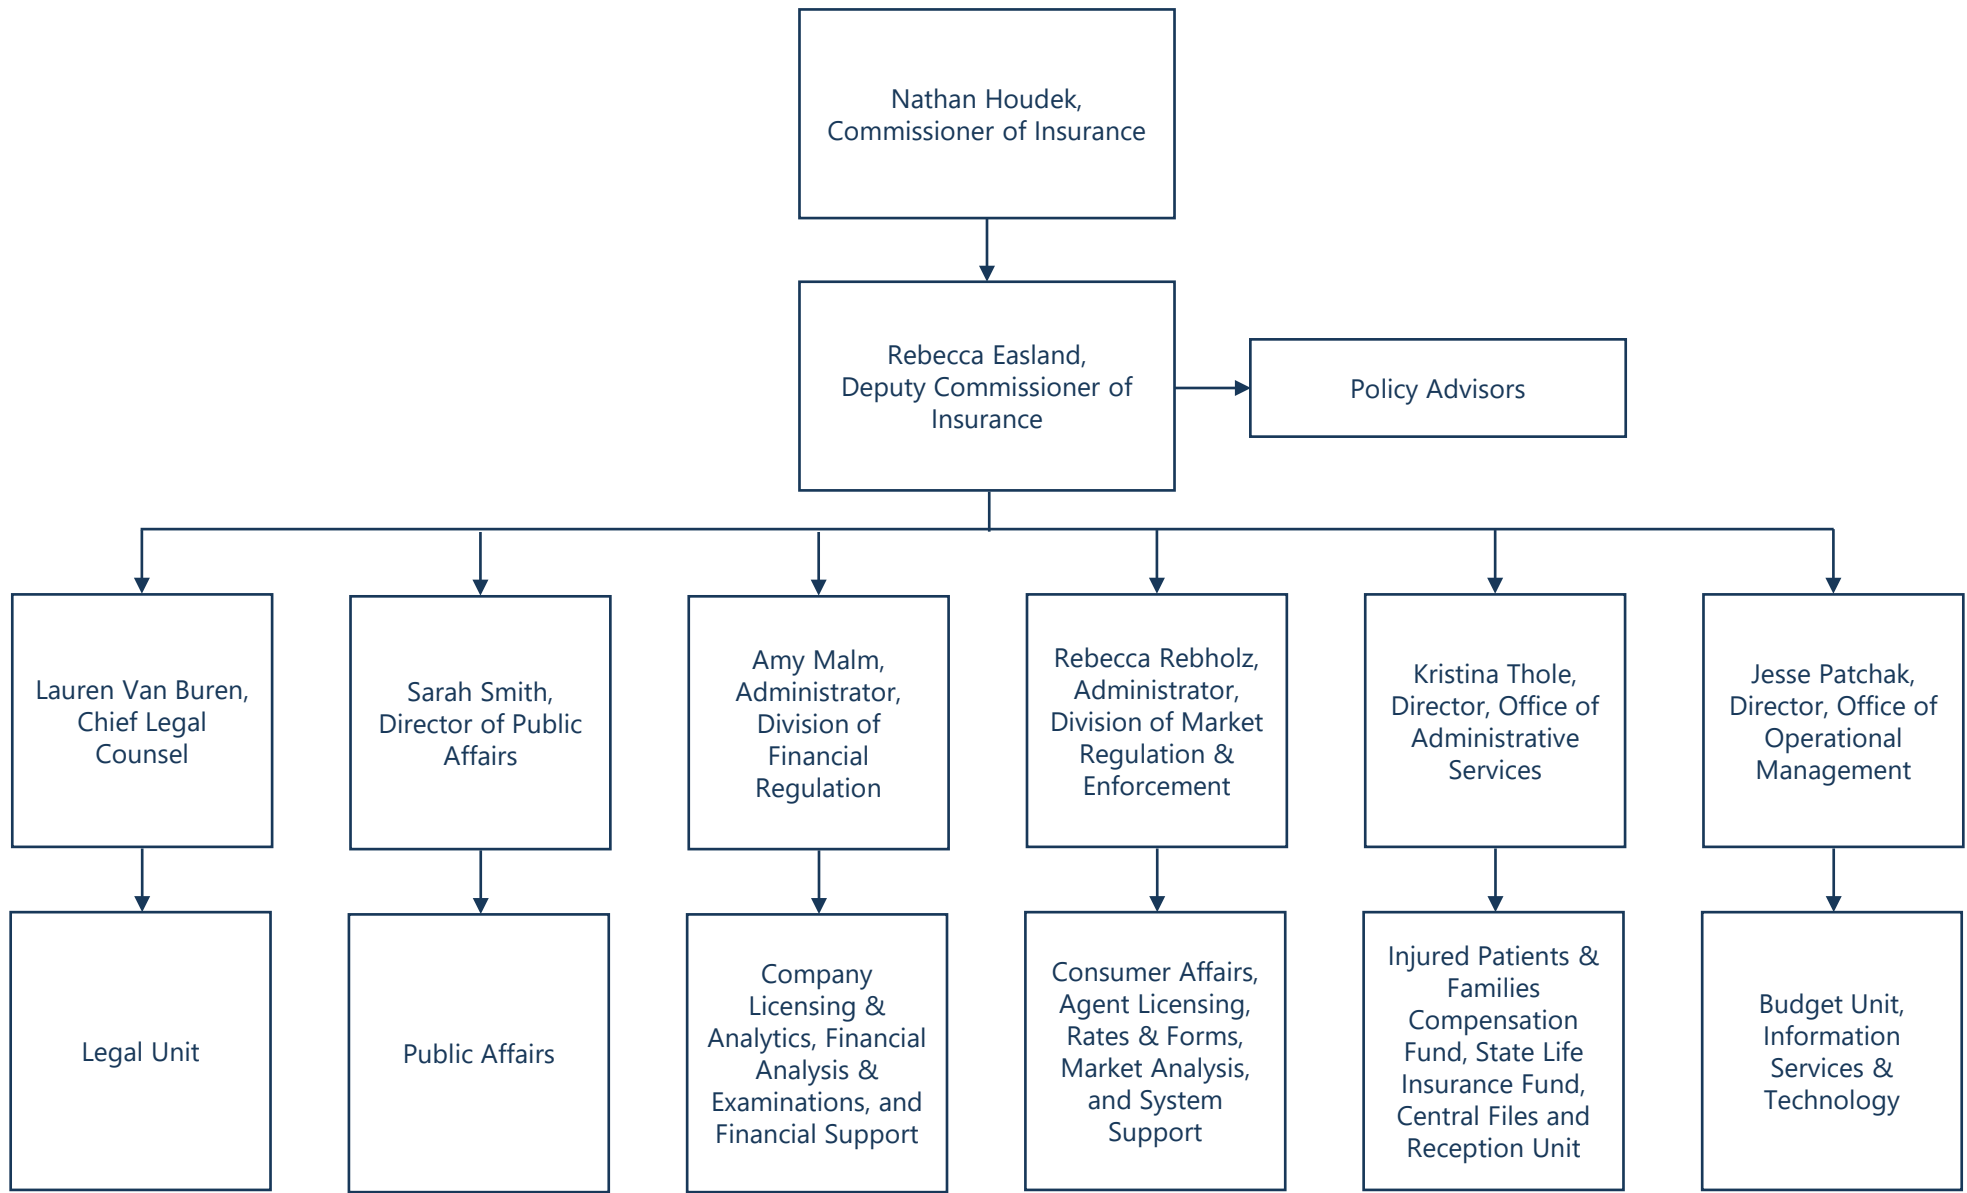 Nathan Houdek,
Commissioner of Insurance
Rebecca Easland,
Deputy Commissioner of
Insurance
Policy Advisors
Lauren Van Buren,
Chief Legal
Counsel
Sarah Smith,
Director of Public
Affairs
Amy Malm,
Administrator,
Division of
Financial
Regulation
Rebecca Rebholz,
Administrator,
Division of Market
Regulation &
Enforcement
Kristina Thole,
Director, Office of
Administrative
Services
Jesse Patchak,
Director, Office of
Operational
Management
Legal Unit
Public Affairs
Company
Licensing &
Analytics, Financial
Analysis &
Examinations, and
Financial Support
Consumer Affairs,
Agent Licensing,
Rates & Forms,
Market Analysis,
and System
Support
Injured Patients &
Families
Compensation
Fund, State Life
Insurance Fund,
Central Files and
Reception Unit
Budget Unit,
Information
Services &
Technology